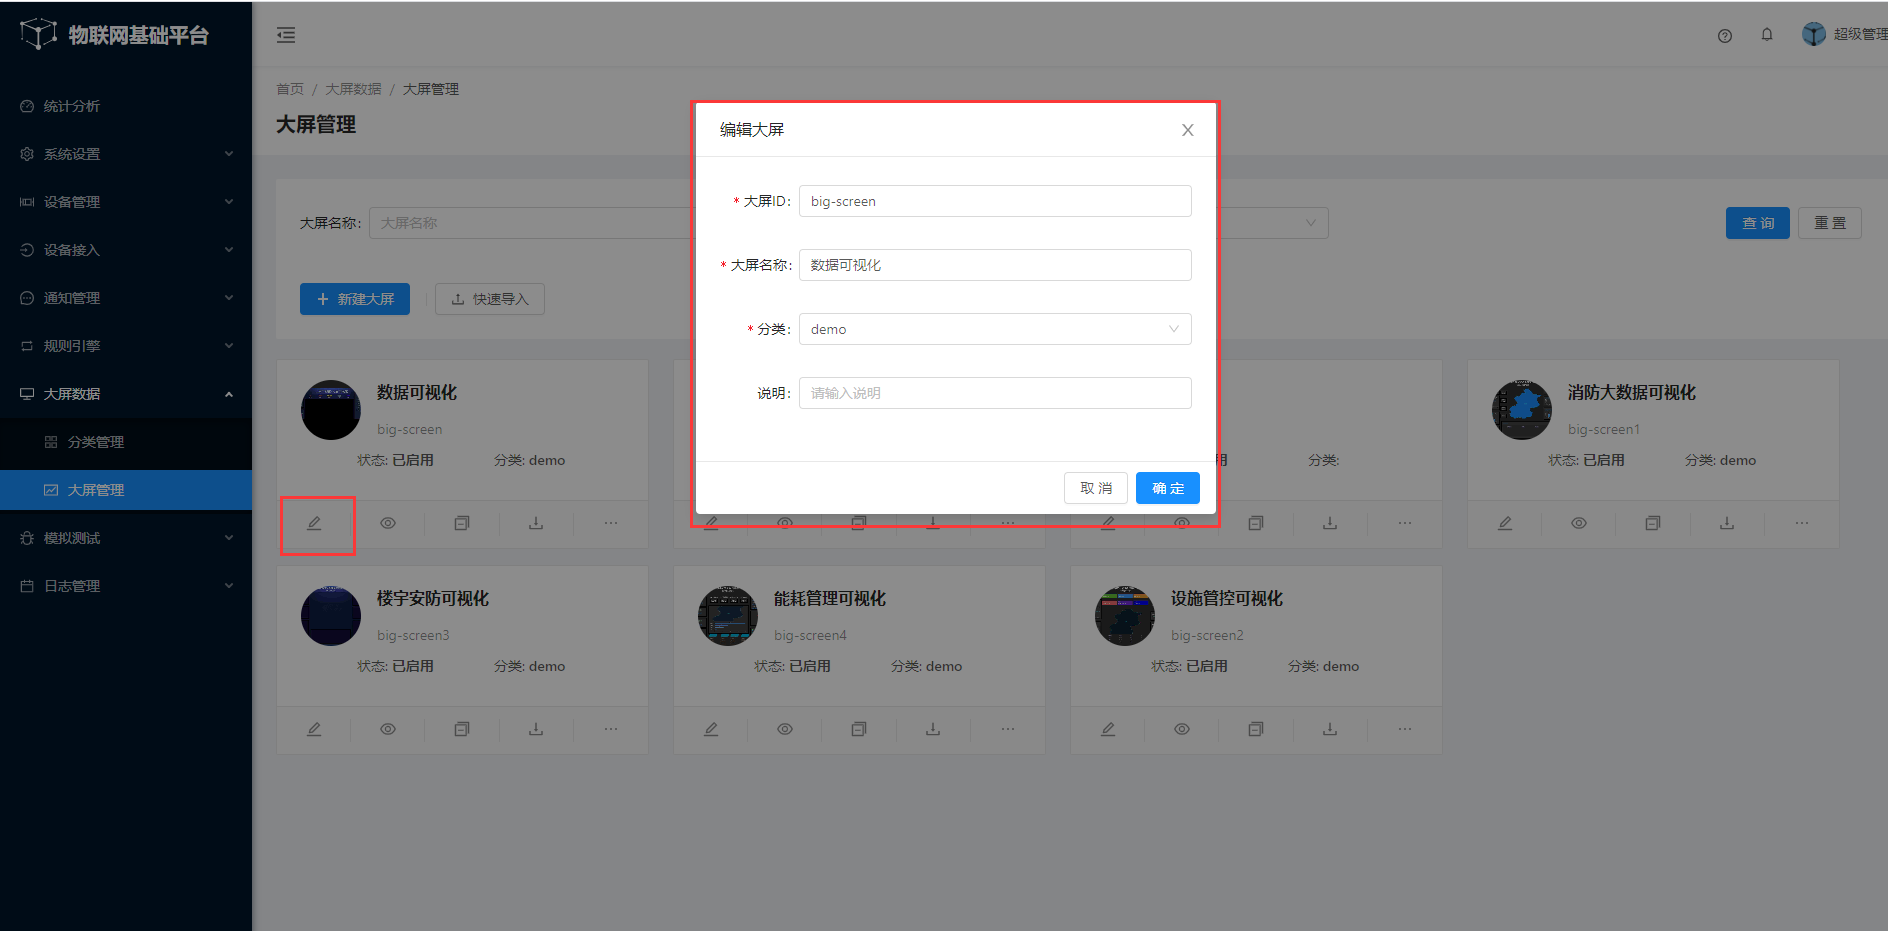 物联网基础平台
超级管理
统计分析
系统设置
设备管理
设备接入
通知管理
规则引擎
大屏数据
分类管理
大屏管理
模拟测试
日志管理
首页 / 大屏数据 / 大屏管理
大屏管理
大屏名称: 大屏名称
查 询 重 置
新建大屏 快速导入
编辑大屏
* 大屏ID: big-screen
* 大屏名称: 数据可视化
* 分类: demo
说明: 请输入说明
取 消 确 定
数据可视化
big-screen
状态: 已启用 分类: demo
用 分类:
消防大数据可视化
big-screen1
状态: 已启用 分类: demo
楼宇安防可视化
big-screen3
状态: 已启用 分类: demo
能耗管理可视化
big-screen4
状态: 已启用 分类: demo
设施管控可视化
big-screen2
状态: 已启用 分类: demo